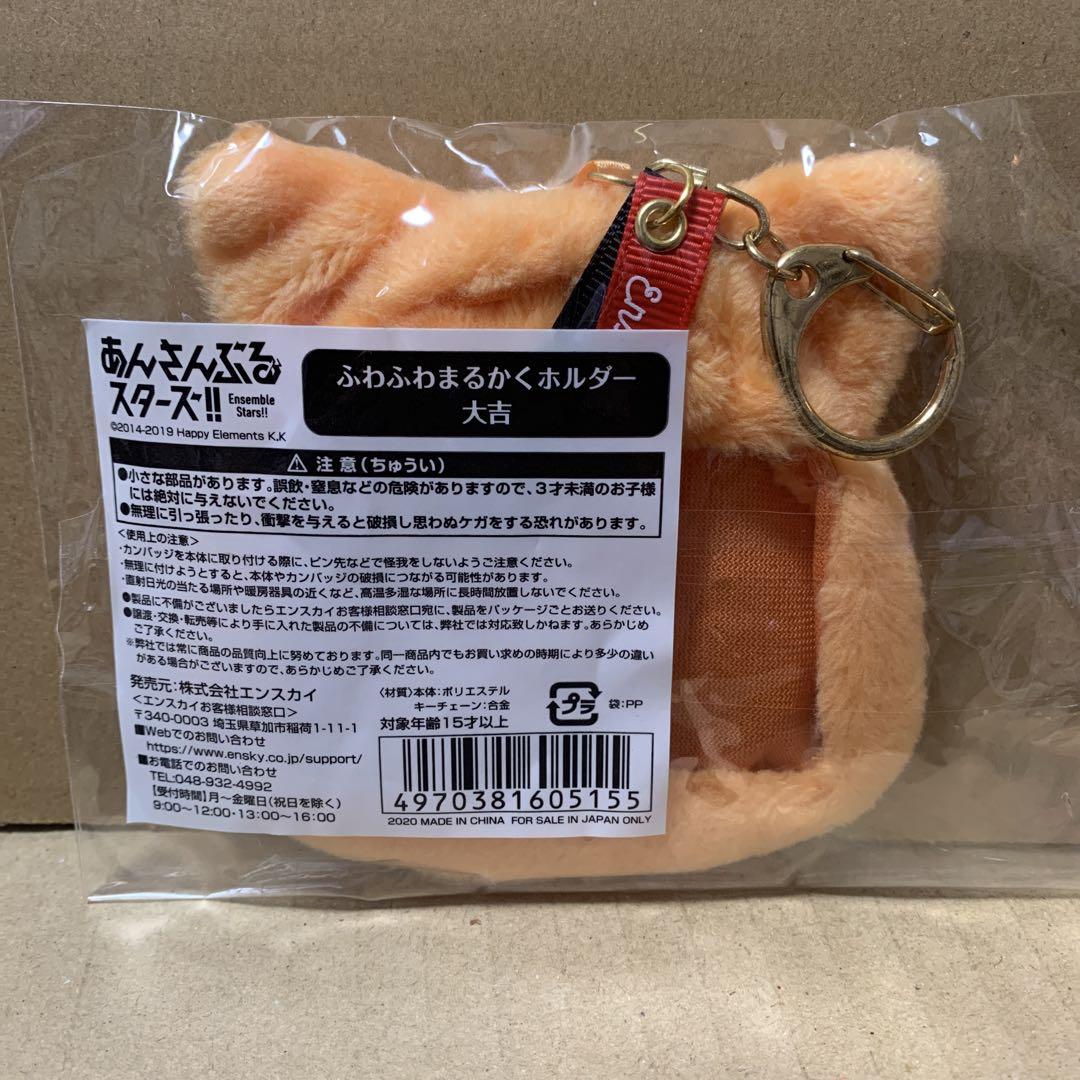 Ens
あんさんぶる
スターズ!!
Ensemble
Stars!!
©2014-2019 Happy Elements K.K
ふわふわまるかくホルダー
大吉
⚠ 注意(ちゅうい)
●小さな部品があります。誤飲・窒息などの危険がありますので、3才未満のお子様
には絶対に与えないでください。
●無理に引っ張ったり、衝撃を与えると破損し思わぬケガをする恐れがあります。
<使用上の注意>
・カンバッジを本体に取り付ける際に、ピン先などで怪我をしないようご注意ください。
・無理に付けようとすると、本体やカンバッジの破損につながる可能性があります。
・直射日光の当たる場所や暖房器具の近くなど、高温多湿な場所に長時間放置しないでください。
●製品に不備がございましたらエンスカイお客様相談窓口宛に、製品をパッケージごとお送りください。
●譲渡・交換・転売等により手に入れた製品の不備については、弊社では対応致しかねます。あらかじめ
ご了承ください。
※弊社では常に商品の品質向上に努めております。同一商品内でもお買い求めの時期により多少の違い
がある場合がございますので、あらかじめご了承ください。
発売元:株式会社エンスカイ
<エンスカイお客様相談窓口>
〒340-0003 埼玉県草加市稲荷1-11-1
■Webでのお問い合わせ
https://www.ensky.co.jp/support/
■お電話でのお問い合わせ
TEL:048-932-4992
【受付時間】月〜金曜日(祝日を除く)
9:00〜12:00・13:00〜16:00
〈材質〉本体:ポリエステル
キーチェーン:合金
対象年齢15才以上
プラ
袋:PP
4970381605155
2020 MADE IN CHINA FOR SALE IN JAPAN ONLY